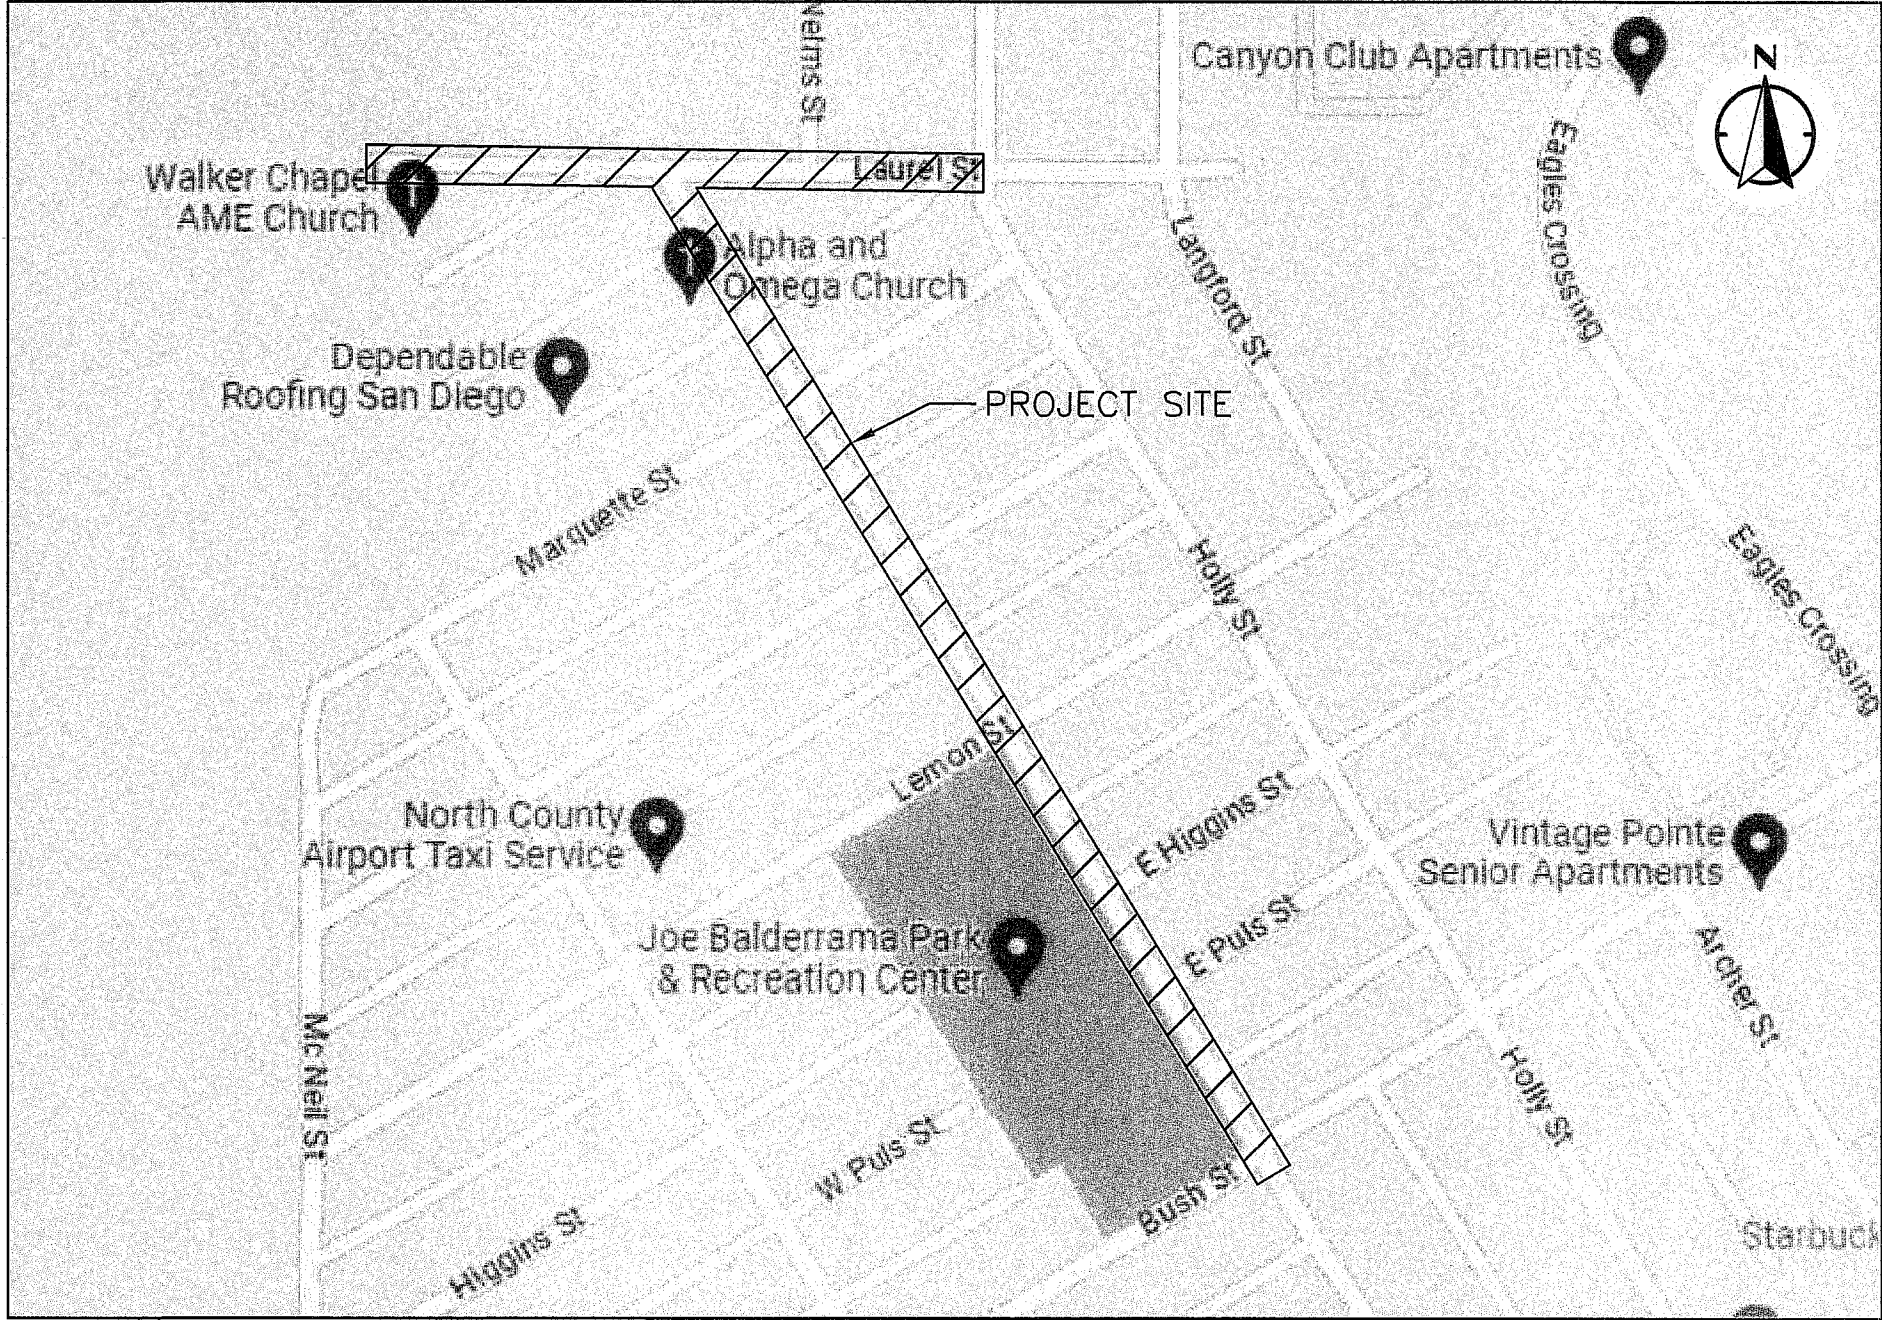 Nelms St
Canyon Club Apartments
N
Eagles Crossing
Laurel St
Walker Chapel
AME Church
Langford St
Alpha and
Omega Church
Dependable
Roofing San Diego
PROJECT SITE
Marquette St
Holly St
Eagles Crossing
Lemon St
North County
Airport Taxi Service
E Higgins St
Vintage Pointe
Senior Apartments
E Puls St
Joe Balderrama Park
& Recreation Center
Archer St
Mc Neil St
Holly St
W Puls St
Bush St
Higgins St
Starbuck